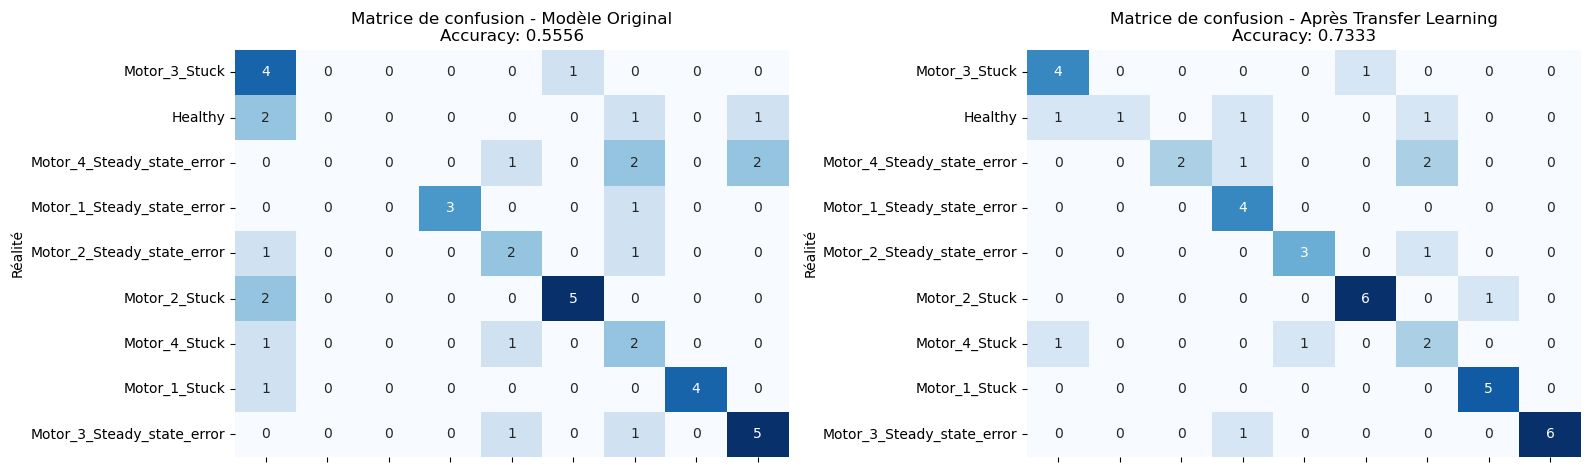 Matrice de confusion - Modèle Original
Accuracy: 0.5556
Réalité
Motor_3_Stuck 4 0 0 0 0 1 0 0 0
Healthy 2 0 0 0 0 0 1 0 1
Motor_4_Steady_state_error 0 0 0 0 1 0 2 0 2
Motor_1_Steady_state_error 0 0 0 3 0 0 1 0 0
Motor_2_Steady_state_error 1 0 0 0 2 0 1 0 0
Motor_2_Stuck 2 0 0 0 0 5 0 0 0
Motor_4_Stuck 1 0 0 0 1 0 2 0 0
Motor_1_Stuck 1 0 0 0 0 0 0 4 0
Motor_3_Steady_state_error 0 0 0 0 1 0 1 0 5
Matrice de confusion - Après Transfer Learning
Accuracy: 0.7333
Réalité
Motor_3_Stuck 4 0 0 0 0 1 0 0 0
Healthy 1 1 0 1 0 0 1 0 0
Motor_4_Steady_state_error 0 0 2 1 0 0 2 0 0
Motor_1_Steady_state_error 0 0 0 4 0 0 0 0 0
Motor_2_Steady_state_error 0 0 0 0 3 0 1 0 0
Motor_2_Stuck 0 0 0 0 0 6 0 1 0
Motor_4_Stuck 1 0 0 0 1 0 2 0 0
Motor_1_Stuck 0 0 0 0 0 0 0 5 0
Motor_3_Steady_state_error 0 0 0 1 0 0 0 0 6